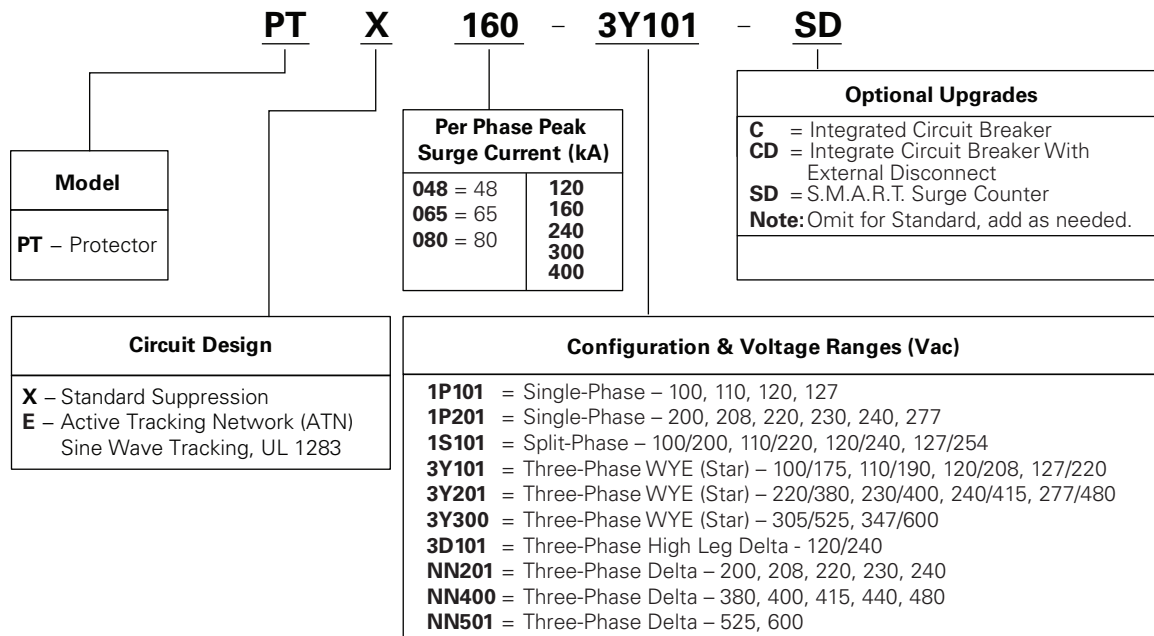 PT X 160 – 3Y101 – SD
Model
PT – Protector
Circuit Design
X – Standard Suppression
E – Active Tracking Network (ATN)
Sine Wave Tracking, UL 1283
Per Phase Peak
Surge Current (kA)
048 = 48
065 = 65
080 = 80
120
160
240
300
400
Configuration & Voltage Ranges (Vac)
1P101 = Single-Phase – 100, 110, 120, 127
1P201 = Single-Phase – 200, 208, 220, 230, 240, 277
1S101 = Split-Phase – 100/200, 110/220, 120/240, 127/254
3Y101 = Three-Phase WYE (Star) – 100/175, 110/190, 120/208, 127/220
3Y201 = Three-Phase WYE (Star) – 220/380, 230/400, 240/415, 277/480
3Y300 = Three-Phase WYE (Star) – 305/525, 347/600
3D101 = Three-Phase High Leg Delta - 120/240
NN201 = Three-Phase Delta – 200, 208, 220, 230, 240
NN400 = Three-Phase Delta – 380, 400, 415, 440, 480
NN501 = Three-Phase Delta – 525, 600
Optional Upgrades
C = Integrated Circuit Breaker
CD = Integrate Circuit Breaker With
External Disconnect
SD = S.M.A.R.T. Surge Counter
Note: Omit for Standard, add as needed.